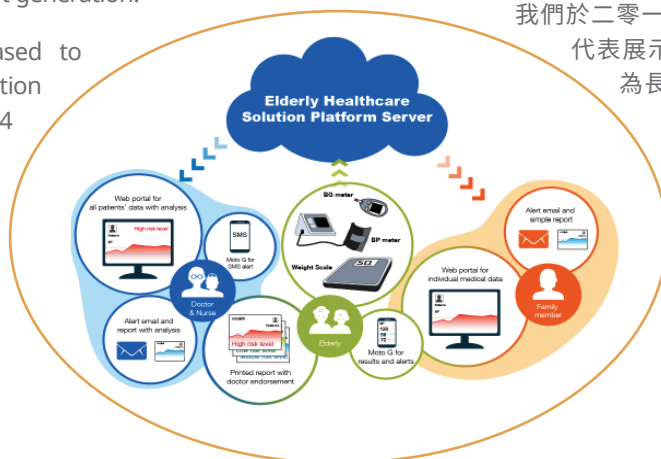 t generation.
ased to
tion
4
我們於二零一
代表展示
為長
Elderly Healthcare
Solution Platform Server
Web portal for
all patients' data with analysis
High risk level
SMS
Moto G for
SMS alert
Doctor
& Nurse
Alert email and
report with analysis
High risk level
Printed report with
doctor endorsement
BG meter
BP meter
Weight Scale
Elderly
Moto G for
results and alerts
Web portal for
individual medical data
Alert email and
simple report
Family
member